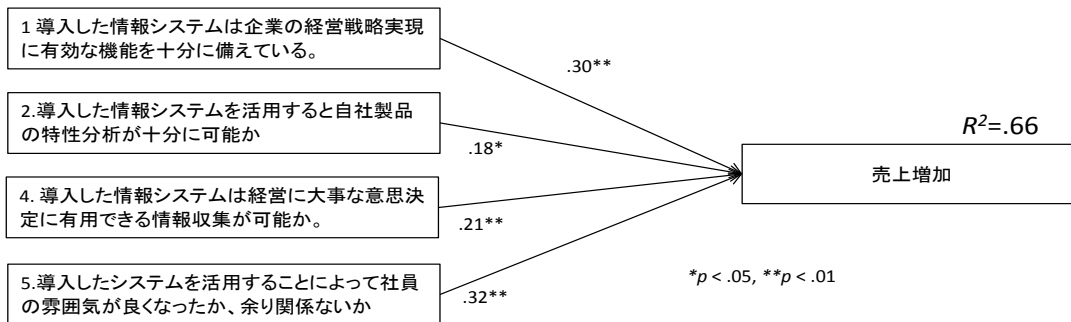 1 導入した情報システムは企業の経営戦略実現
に有効な機能を十分に備えている。
.30**
2.導入した情報システムを活用すると自社製品
の特性分析が十分に可能か
.18*
R²=.66
売上増加
4. 導入した情報システムは経営に大事な意思決
定に有用できる情報収集が可能か。
.21**
5.導入したシステムを活用することによって社員
の雰囲気が良くなったか、余り関係ないか
.32**
*p < .05, **p < .01